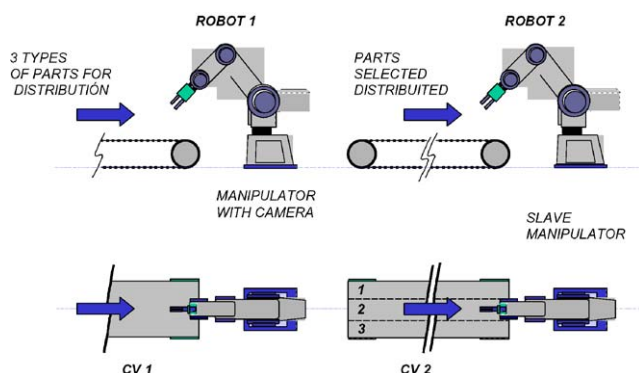 ROBOT 1
ROBOT 2
3 TYPES
OF PARTS FOR
DISTRIBUTIÓN
PARTS
SELECTED
DISTRIBUITED
MANIPULATOR
WITH CAMERA
SLAVE
MANIPULATOR
1
2
3
CV 1
CV 2